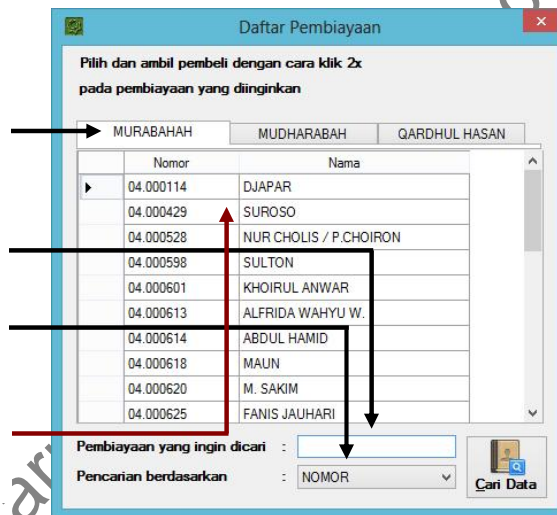 Daftar Pembiayaan
Pilih dan ambil pembeli dengan cara klik 2x
pada pembiayaan yang diinginkan
MURABAHAH MUDHARABAH QARDHUL HASAN
Nomor Nama
04.000114 DJAPAR
04.000429 SUROSO
04.000528 NUR CHOLIS / P.CHOIRON
04.000598 SULTON
04.000601 KHOIRUL ANWAR
04.000613 ALFRIDA WAHYU W.
04.000614 ABDUL HAMID
04.000618 MAUN
04.000620 M. SAKIM
04.000625 FANIS JAUHARI
Pembiayaan yang ingin dicari :
Pencarian berdasarkan : NOMOR
Cari Data